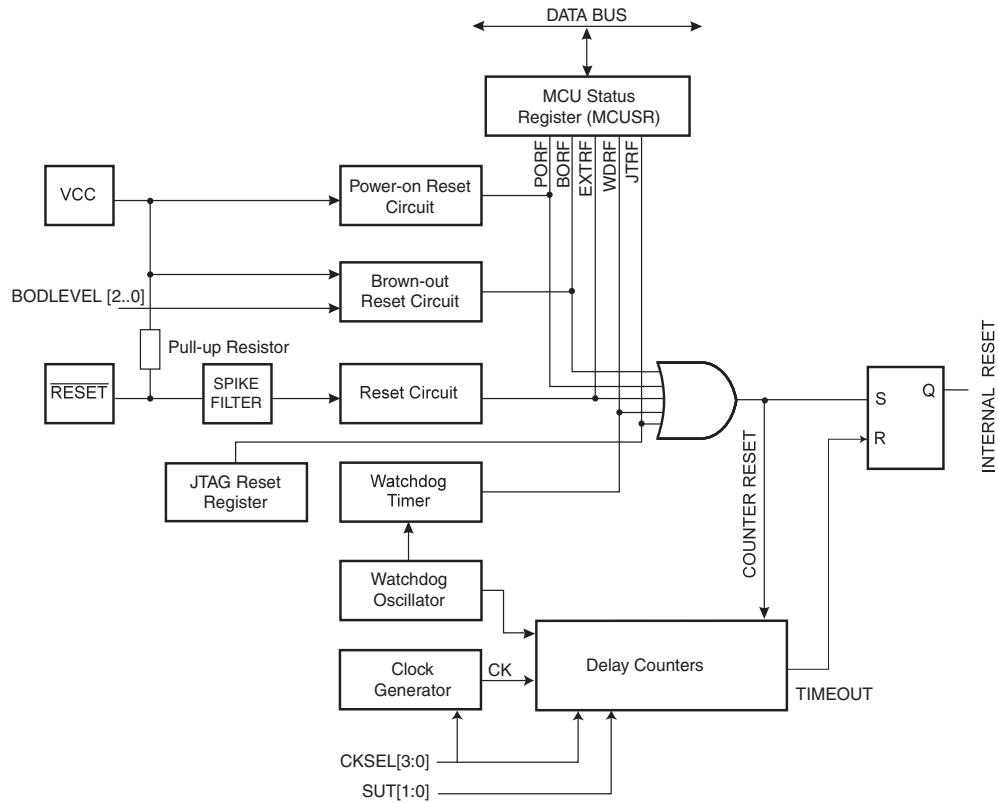 DATA BUS
MCU Status
Register (MCUSR)
PORF
BORF
EXTRF
WDRF
JTRF
VCC
Power-on Reset
Circuit
BODLEVEL [2..0]
Brown-out
Reset Circuit
Pull-up Resistor
RESET
SPIKE
FILTER
Reset Circuit
S
Q
R
INTERNAL RESET
JTAG Reset
Register
Watchdog
Timer
COUNTER RESET
Watchdog
Oscillator
Clock
Generator
CK
Delay Counters
TIMEOUT
CKSEL[3:0]
SUT[1:0]